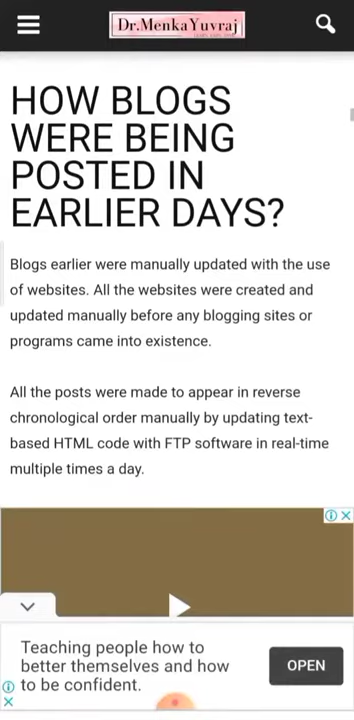 Dr.MenkaYuvraj
HOW BLOGS
WERE BEING
POSTED IN
EARLIER DAYS?
Blogs earlier were manually updated with the use
of websites. All the websites were created and
updated manually before any blogging sites or
programs came into existence.
All the posts were made to appear in reverse
chronological order manually by updating text-
based HTML code with FTP software in real-time
multiple times a day.
Teaching people how to
better themselves and how
to be confident.
OPEN